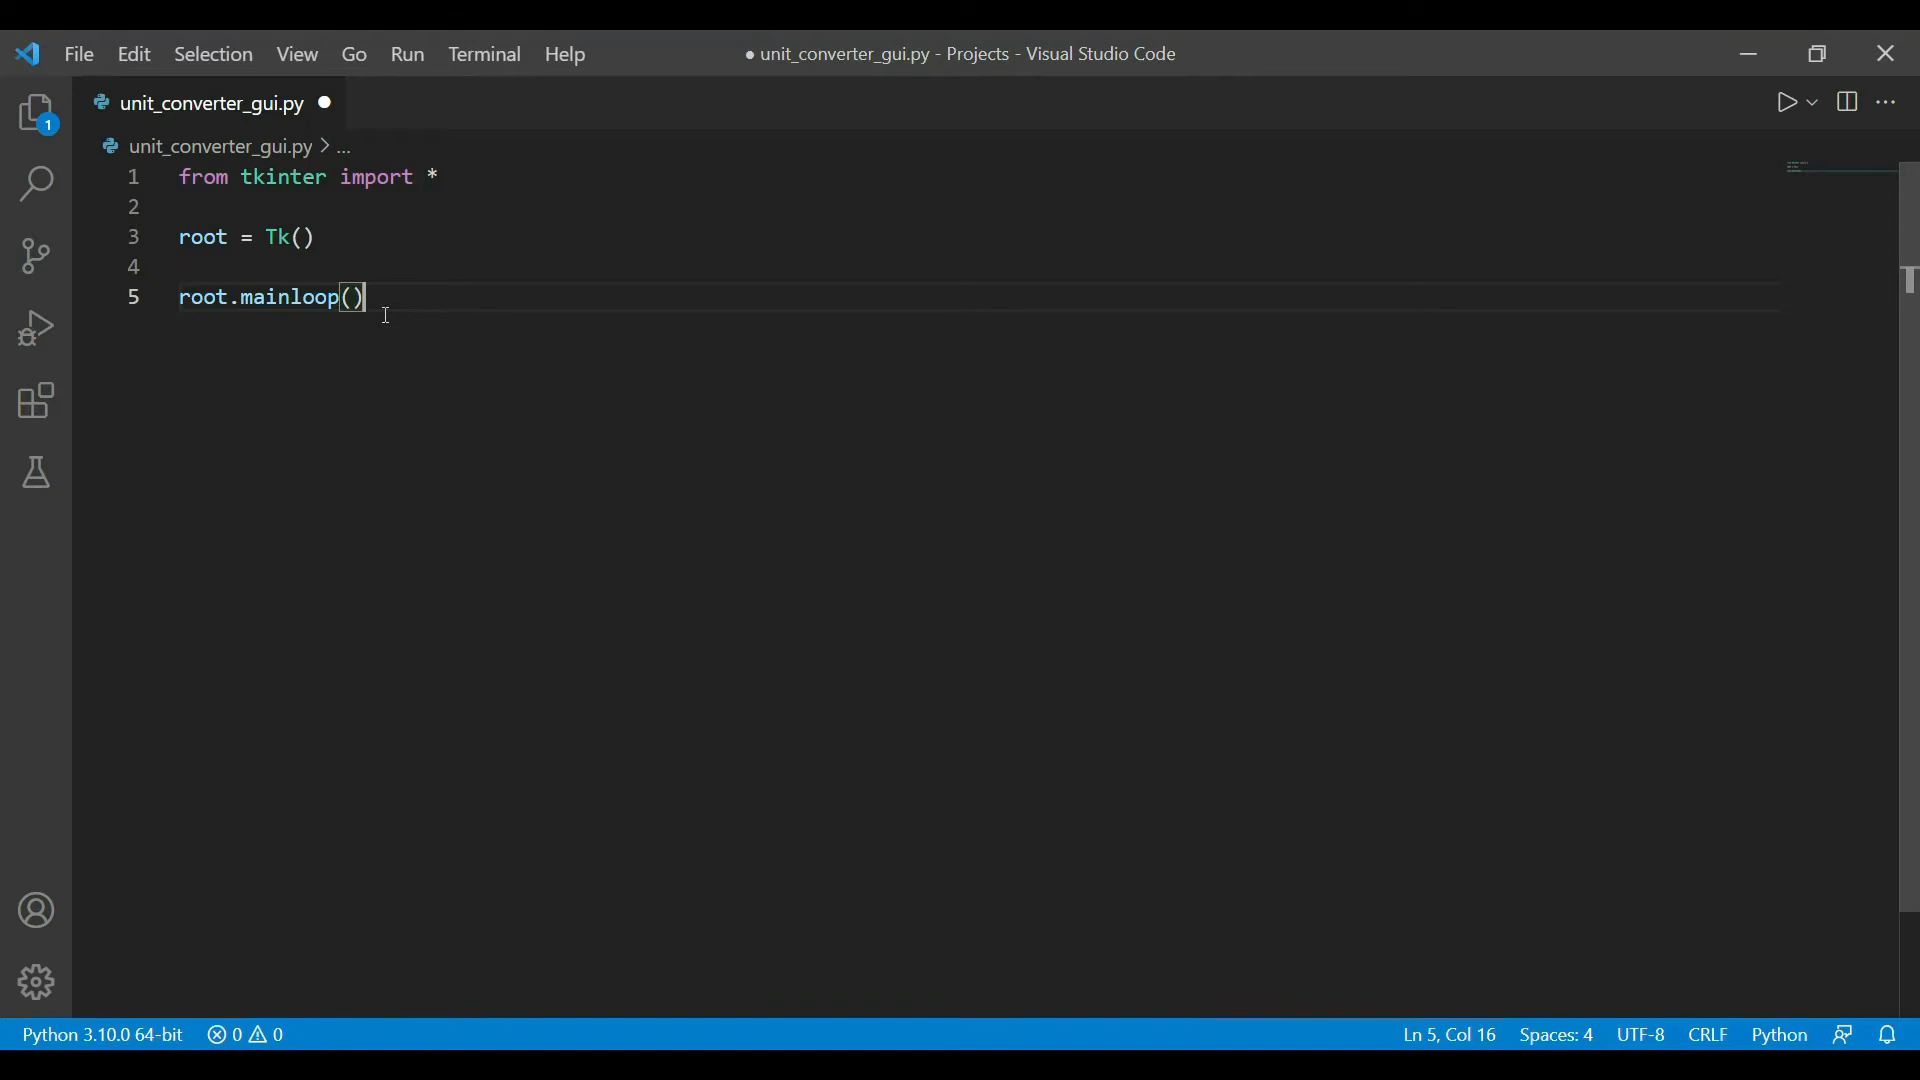 File Edit Selection View Go Run Terminal Help ● unit_converter_gui.py - Projects - Visual Studio Code
unit_converter_gui.py ●
unit_converter_gui.py > ...
1 from tkinter import *
2
3 root = Tk()
4
5 root.mainloop()
1
Python 3.10.0 64-bit 0 0 Ln 5, Col 16 Spaces: 4 UTF-8 CRLF Python